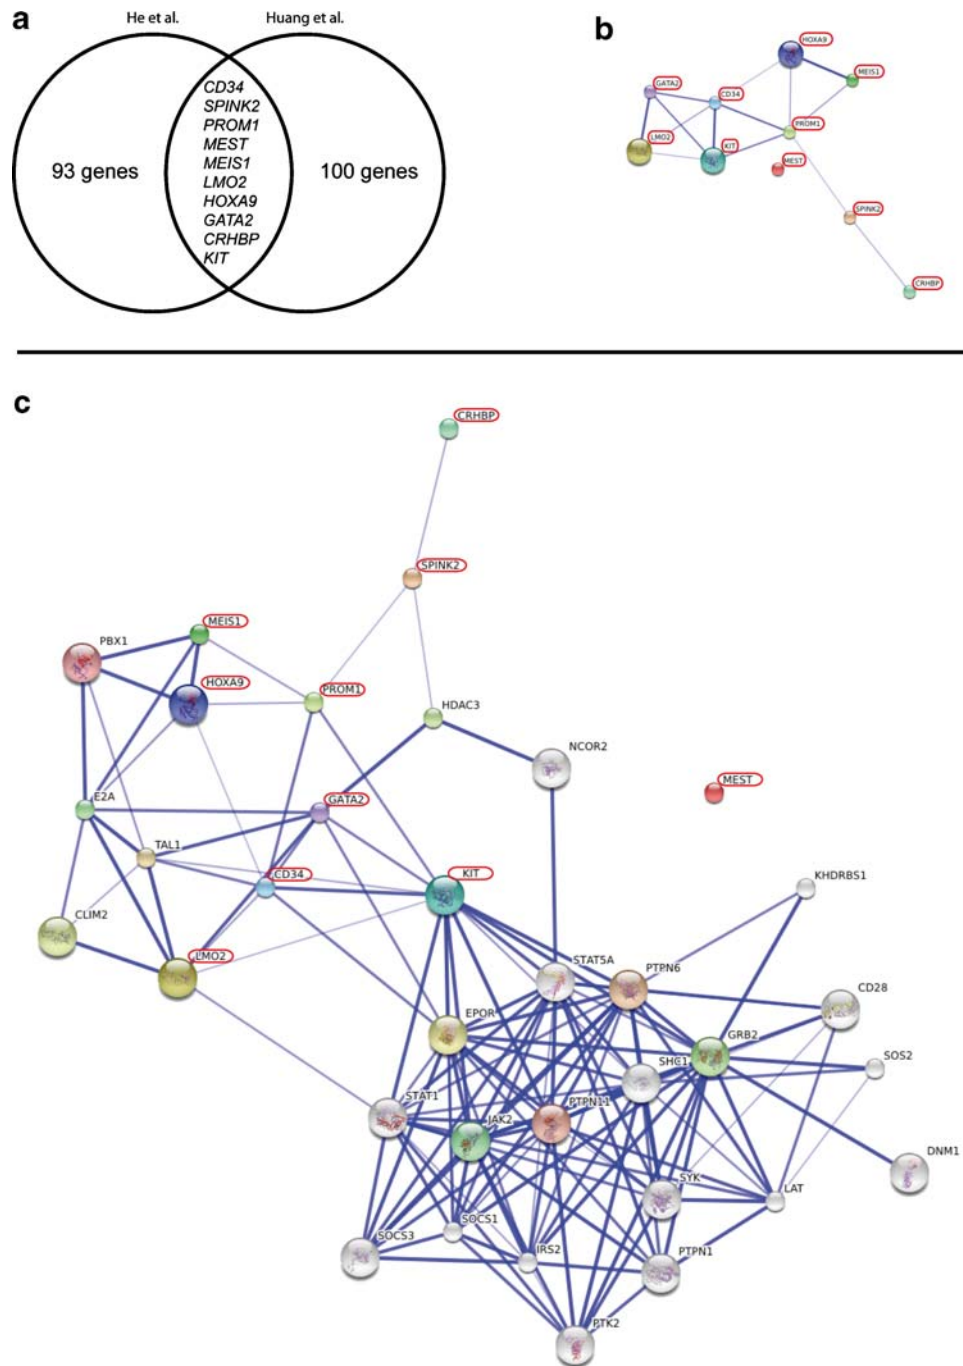 a
He et al.
Huang et al.
93 genes
CD34
SPINK2
PROM1
MEST
MEIS1
LMO2
HOXA9
GATA2
CRHBP
KIT
100 genes
b
HOXA9
MEIS1
GATA2
CD34
PROM1
LMO2
KIT
MEST
SPINK2
CRHBP
c
CRHBP
SPINK2
MEIS1
PBX1
HOXA9
PROM1
HDAC3
NCOR2
MEST
E2A
GATA2
TAL1
CD34
KIT
KHDRBS1
CLIM2
LMO2
STAT5A
PTPN6
CD28
EPOR
GRB2
SHC1
SOS2
STAT1
JAK2
PTPN11
DNM1
SYK
LAT
SOCS1
SOCS3
IRS2
PTPN1
PTK2